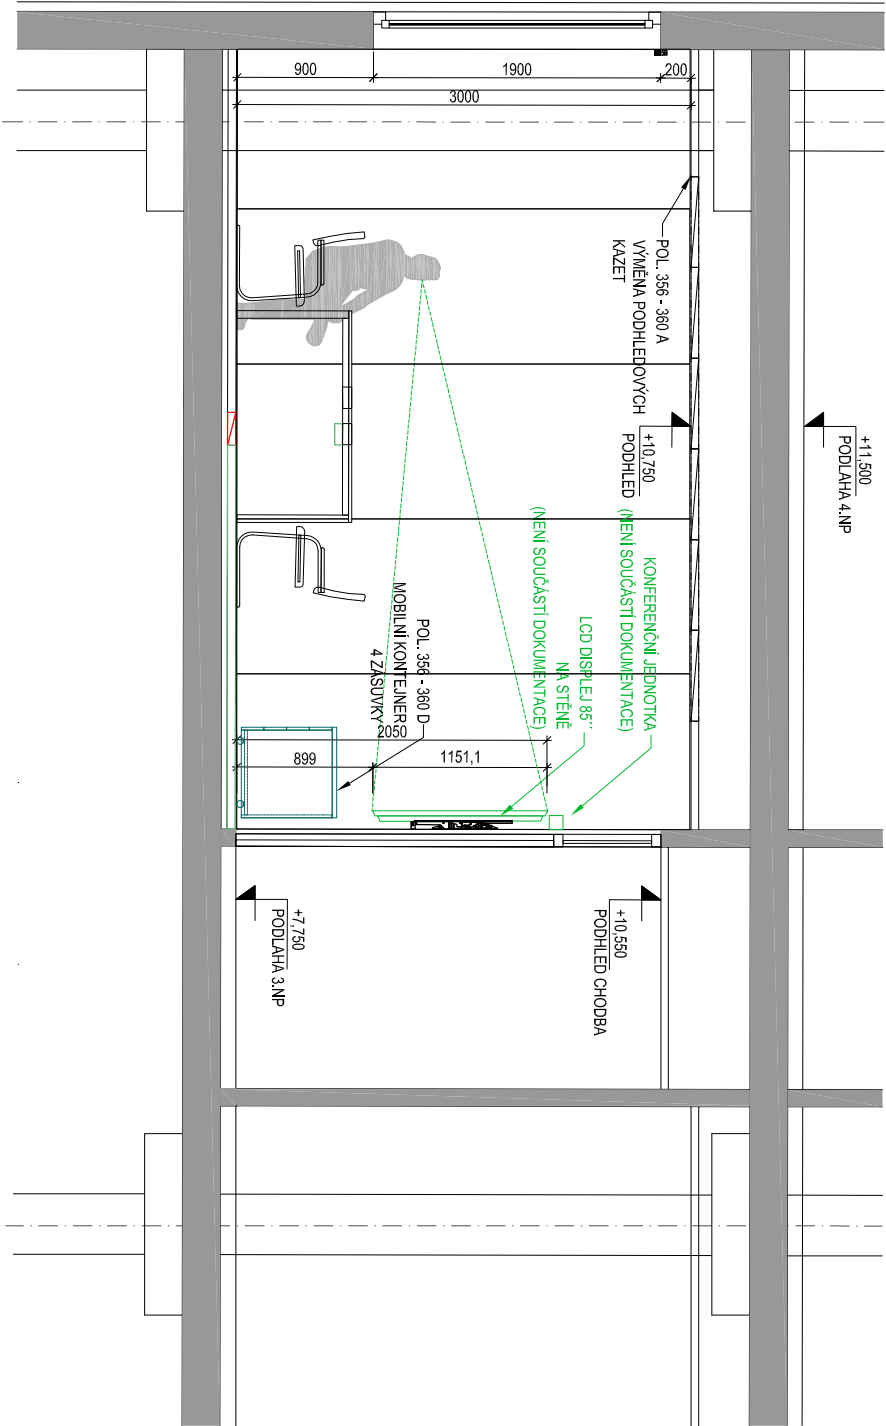 900
1900
200
3000
POL. 356 - 360 A
VÝMĚNA PODHLEDOVÝCH
KAZET
+11,500
PODLAHA 4.NP
+10,750
PODHLED
KONFERENČNÍ JEDNOTKA
(NENÍ SOUČÁSTÍ DOKUMENTACE)
LCD DISPLEJ 85´´
NA STĚNĚ
(NENÍ SOUČÁSTÍ DOKUMENTACE)
POL. 356 - 360 D
MOBILNÍ KONTEJNER
4 ZÁSUVKY
2050
899
1151,1
+10,550
PODHLED CHODBA
+7,750
PODLAHA 3.NP